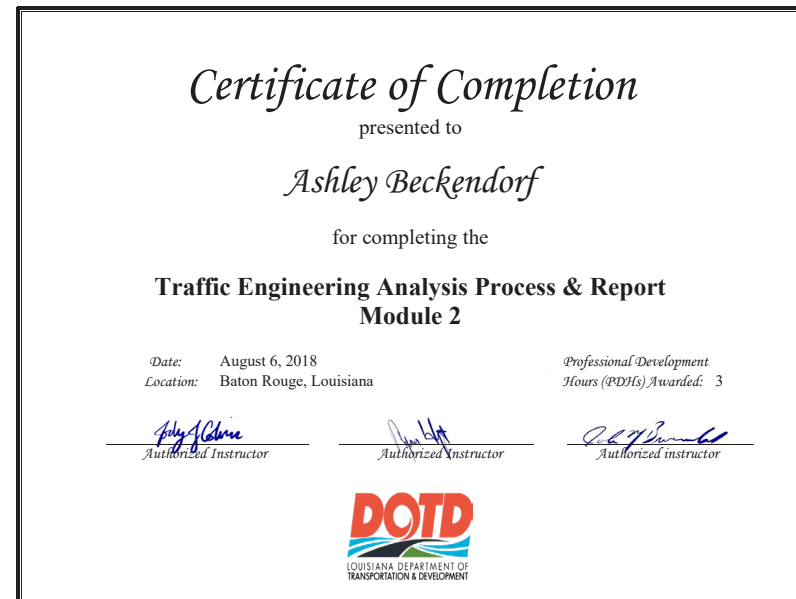 Certificate of Completion
presented to
Ashley Beckendorf
for completing the
Traffic Engineering Analysis Process & Report
Module 2
Date: August 6, 2018
Location: Baton Rouge, Louisiana
Professional Development
Hours (PDHs) Awarded: 3
Authorized Instructor
Authorized Instructor
Authorized instructor
DOTD
LOUISIANA DEPARTMENT OF
TRANSPORTATION & DEVELOPMENT